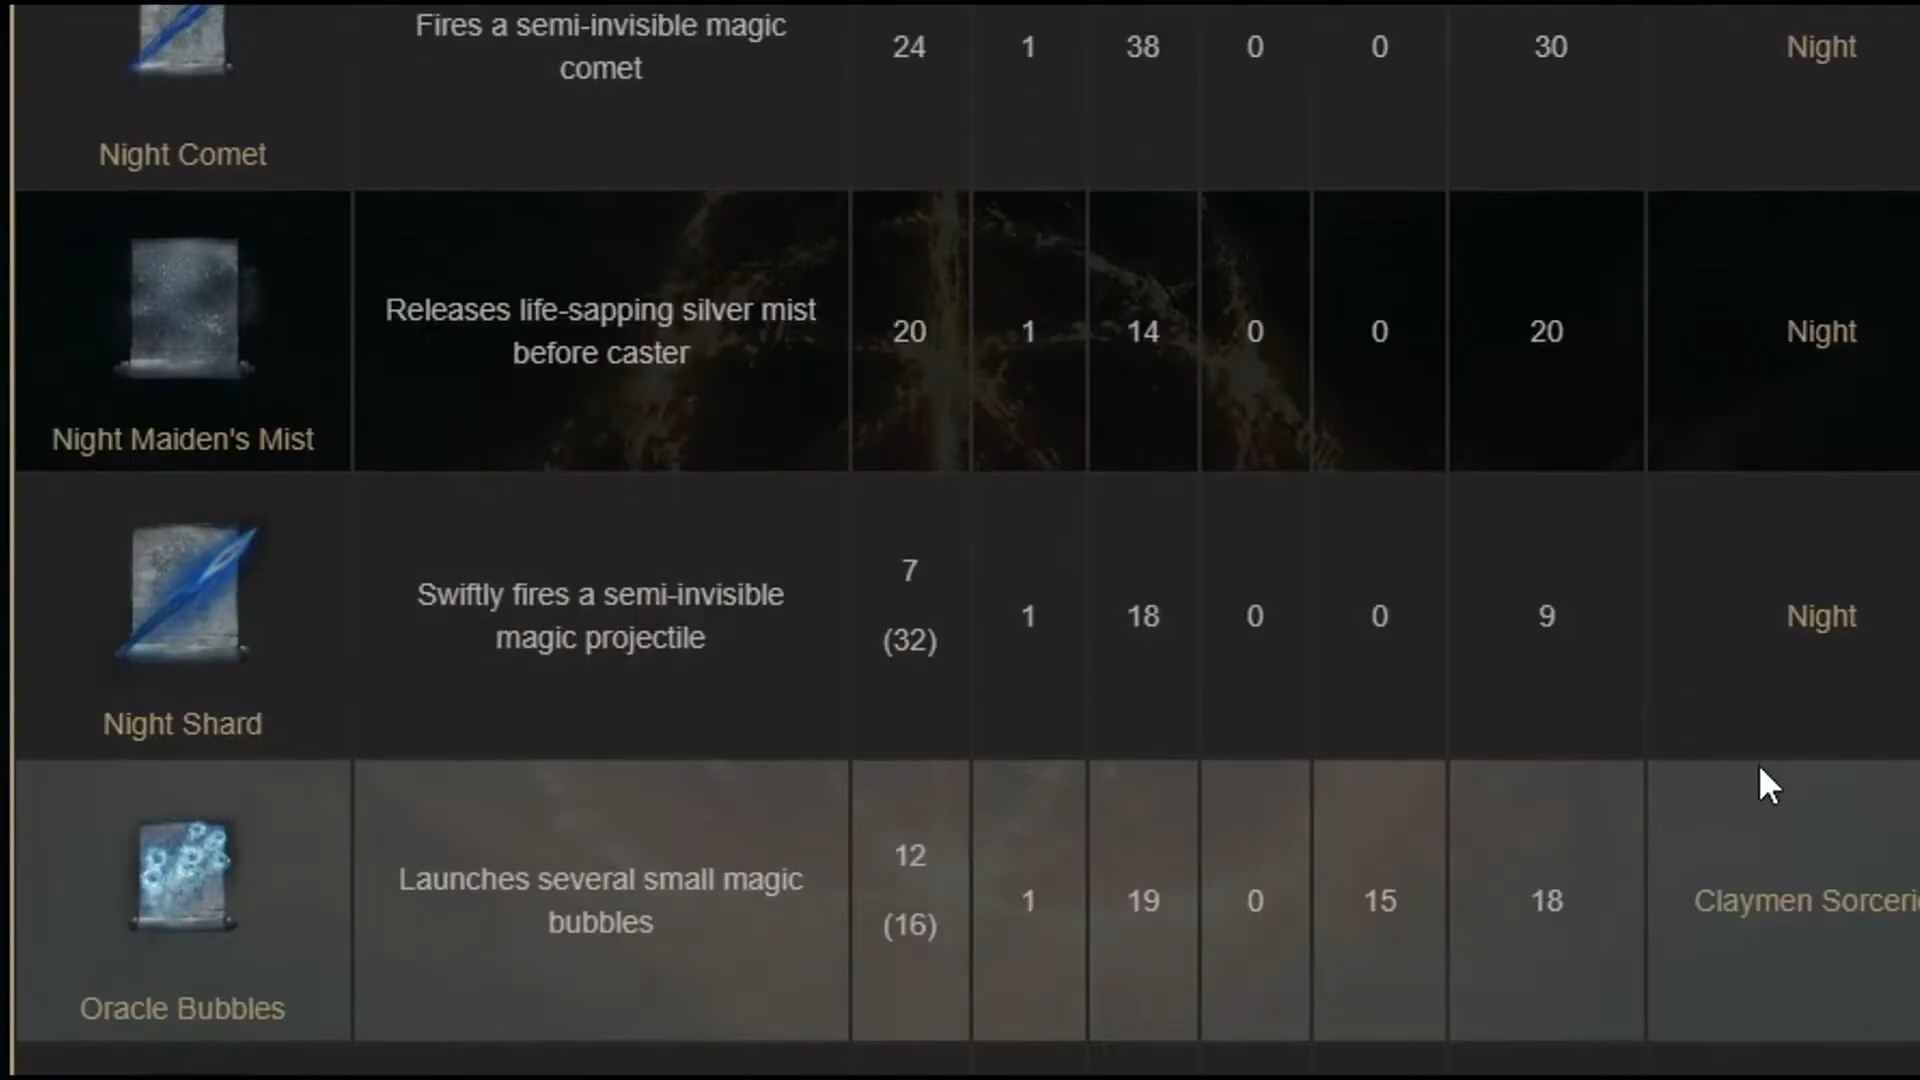 Fires a semi-invisible magic
comet
24 1 38 0 0 30 Night
Night Comet
Releases life-sapping silver mist
before caster
20 1 14 0 0 20 Night
Night Maiden's Mist
Swiftly fires a semi-invisible
magic projectile
7
(32)
1 18 0 0 9 Night
Night Shard
Launches several small magic
bubbles
12
(16)
1 19 0 15 18 Claymen Sorceri
Oracle Bubbles